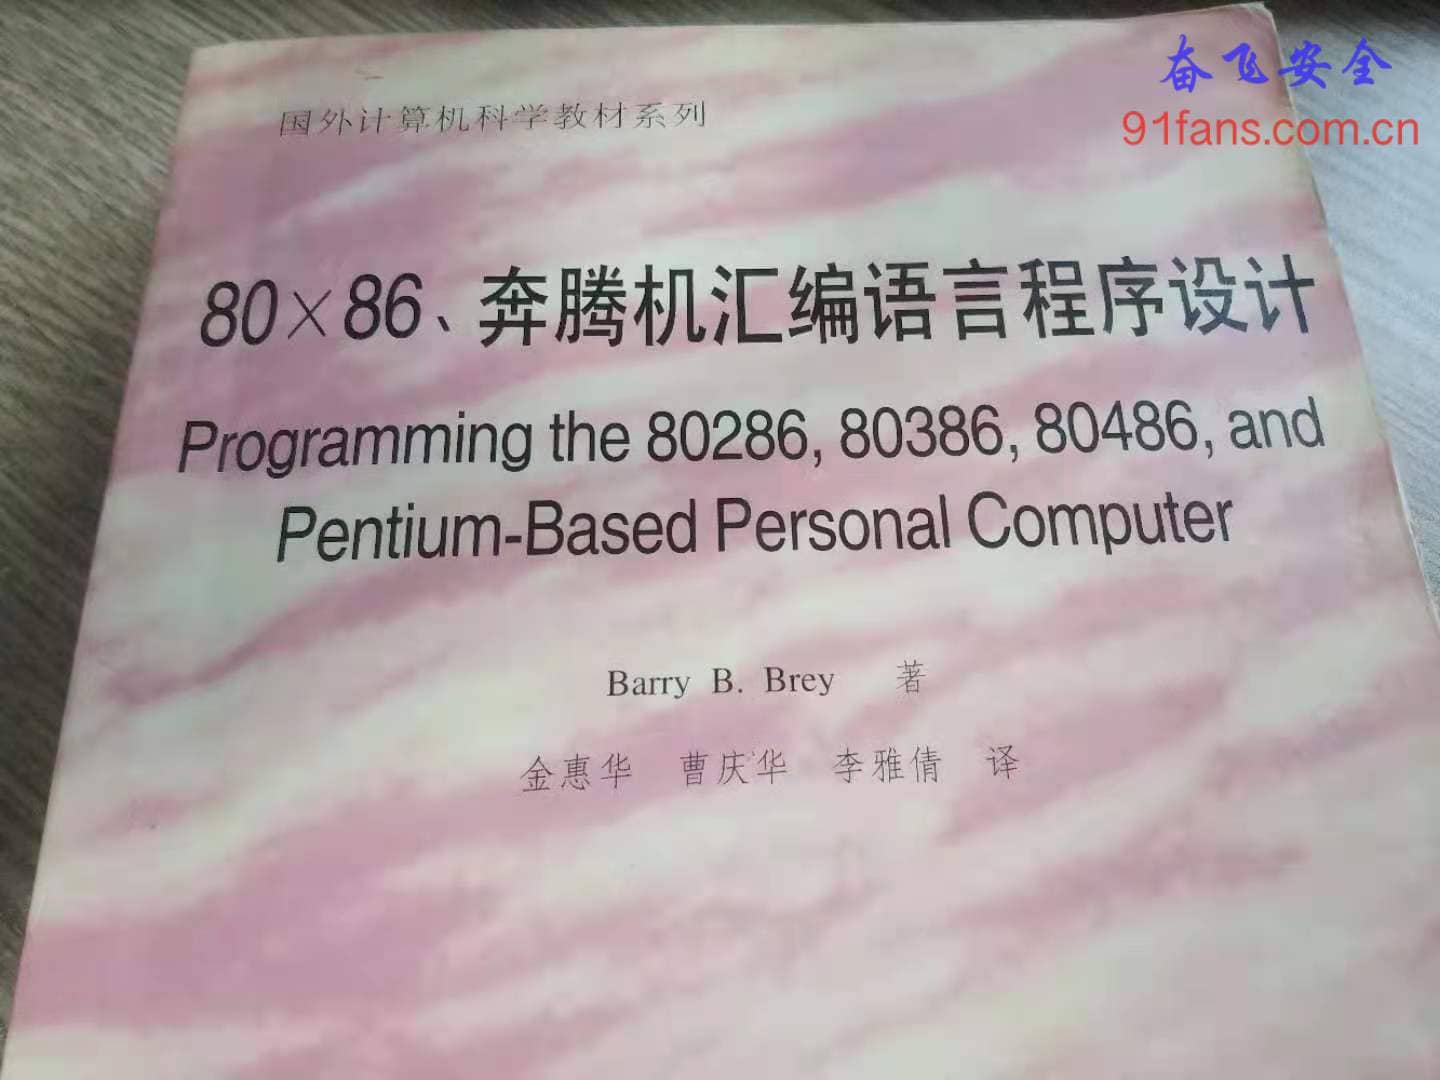 奋飞安全
91fans.com.cn
国外计算机科学教材系列
80×86、奔腾机汇编语言程序设计
Programming the 80286, 80386, 80486, and
Pentium-Based Personal Computer
Barry B. Brey 著
金惠华 曹庆华 李雅倩 译